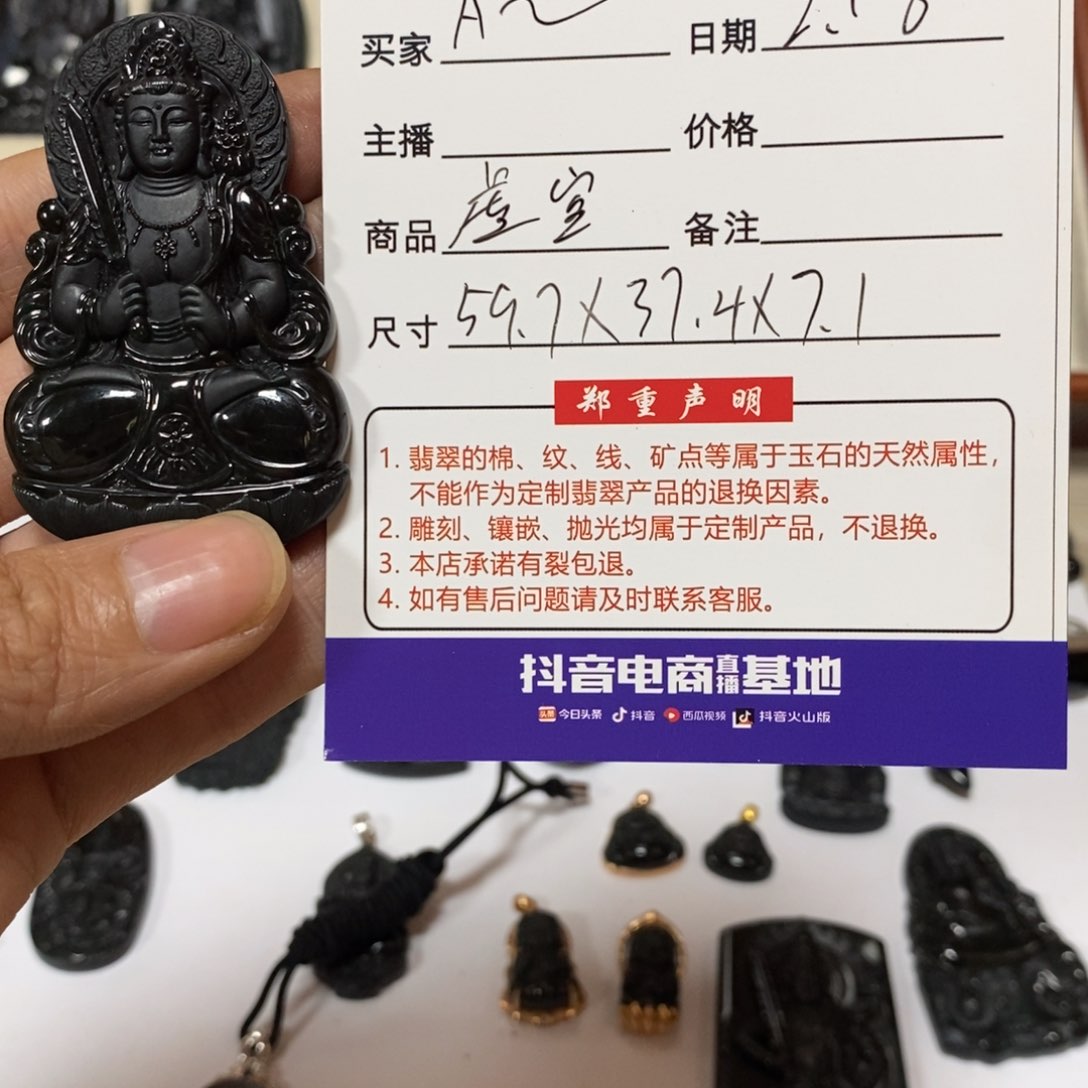 买家 日期
主播 价格
商品 虚空 备注
尺寸 59.7X37.4X7.1
郑重声明
1. 翡翠的棉、纹、线、矿点等属于玉石的天然属性，
不能作为定制翡翠产品的退换因素。
2. 雕刻、镶嵌、抛光均属于定制产品，不退换。
3. 本店承诺有裂包退。
4. 如有售后问题请及时联系客服。
抖音电商直播基地
头条 今日头条 抖音 西瓜视频 抖音火山版